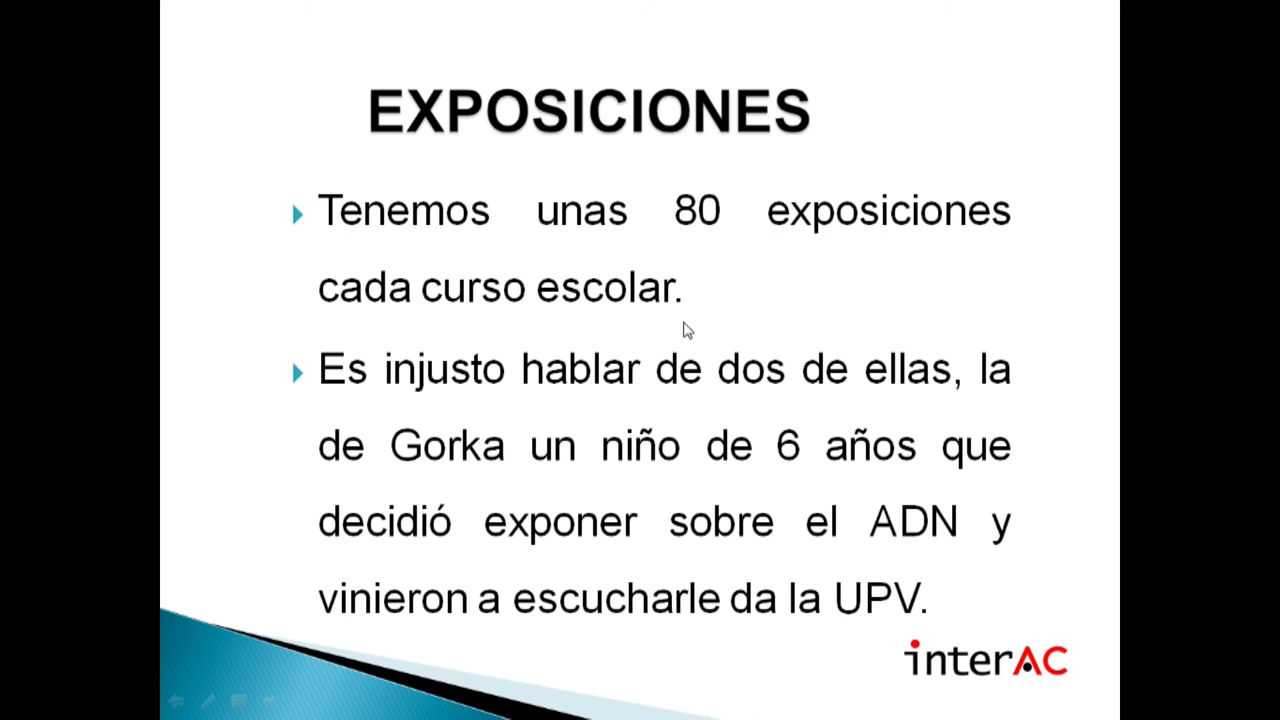 EXPOSICIONES
Tenemos unas 80 exposiciones
cada curso escolar.
Es injusto hablar de dos de ellas, la
de Gorka un niño de 6 años que
decidió exponer sobre el ADN y
vinieron a escucharle da la UPV.
interAC